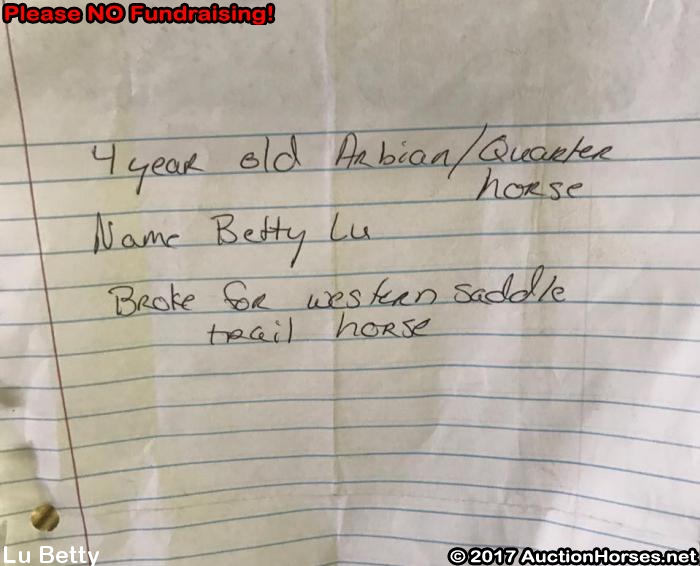 Please NO Fundraising!
4 year old Arbian/Quarter
horse
Name Betty Lu
Broke for western saddle
trail horse
Lu Betty
© 2017 AuctionHorses.net